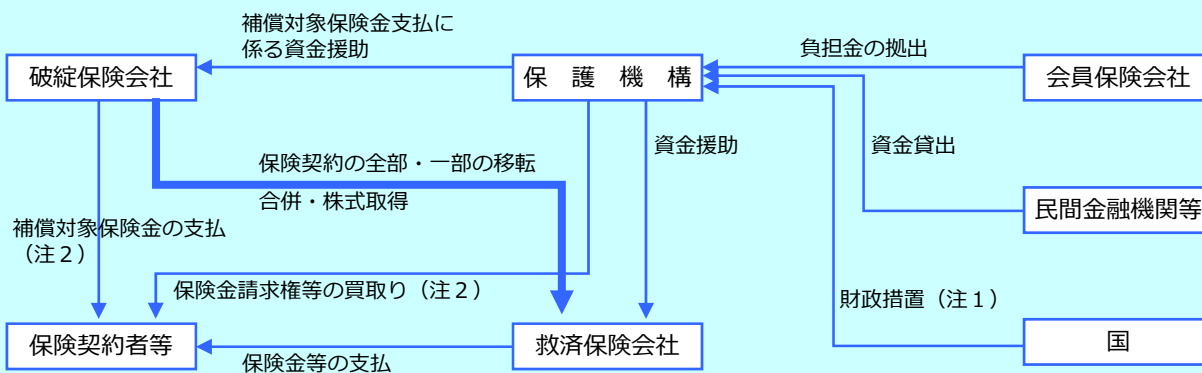 補償対象保険金支払に
係る資金援助
負担金の拠出
破綻保険会社
保　護　機　構
会員保険会社
資金援助
資金貸出
保険契約の全部・一部の移転
合併・株式取得
民間金融機関等
補償対象保険金の支払
（注２）
保険金請求権等の買取り（注２）
財政措置（注１）
保険契約者等
救済保険会社
国
保険金等の支払